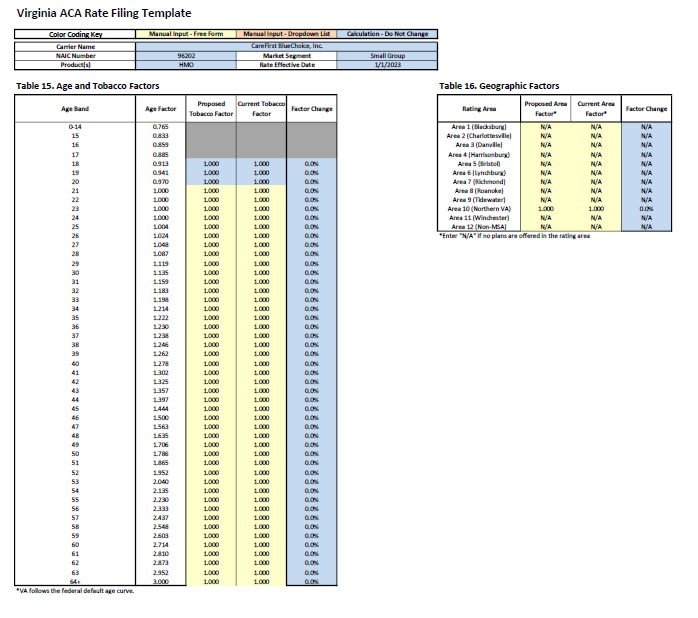 Virginia ACA Rate Filing Template
Color Coding Key Manual Input - Free Form Manual Input - Dropdown List Calculation - Do Not Change
Carrier Name CareFirst BlueChoice, Inc.
NAIC Number 96202 Market Segment Small Group
Product(s) HMO Rate Effective Date 1/1/2023
Table 15. Age and Tobacco Factors
Age Band Age Factor Proposed Tobacco Factor Current Tobacco Factor Factor Change
0-14 0.765
15 0.833
16 0.859
17 0.885
18 0.913 1.000 1.000 0.0%
19 0.941 1.000 1.000 0.0%
20 0.970 1.000 1.000 0.0%
21 1.000 1.000 1.000 0.0%
22 1.000 1.000 1.000 0.0%
23 1.000 1.000 1.000 0.0%
24 1.000 1.000 1.000 0.0%
25 1.004 1.000 1.000 0.0%
26 1.024 1.000 1.000 0.0%
27 1.048 1.000 1.000 0.0%
28 1.087 1.000 1.000 0.0%
29 1.119 1.000 1.000 0.0%
30 1.135 1.000 1.000 0.0%
31 1.159 1.000 1.000 0.0%
32 1.183 1.000 1.000 0.0%
33 1.198 1.000 1.000 0.0%
34 1.214 1.000 1.000 0.0%
35 1.222 1.000 1.000 0.0%
36 1.230 1.000 1.000 0.0%
37 1.238 1.000 1.000 0.0%
38 1.246 1.000 1.000 0.0%
39 1.262 1.000 1.000 0.0%
40 1.278 1.000 1.000 0.0%
41 1.302 1.000 1.000 0.0%
42 1.325 1.000 1.000 0.0%
43 1.357 1.000 1.000 0.0%
44 1.397 1.000 1.000 0.0%
45 1.444 1.000 1.000 0.0%
46 1.500 1.000 1.000 0.0%
47 1.563 1.000 1.000 0.0%
48 1.635 1.000 1.000 0.0%
49 1.706 1.000 1.000 0.0%
50 1.786 1.000 1.000 0.0%
51 1.865 1.000 1.000 0.0%
52 1.952 1.000 1.000 0.0%
53 2.040 1.000 1.000 0.0%
54 2.135 1.000 1.000 0.0%
55 2.230 1.000 1.000 0.0%
56 2.333 1.000 1.000 0.0%
57 2.437 1.000 1.000 0.0%
58 2.548 1.000 1.000 0.0%
59 2.603 1.000 1.000 0.0%
60 2.714 1.000 1.000 0.0%
61 2.810 1.000 1.000 0.0%
62 2.873 1.000 1.000 0.0%
63 2.952 1.000 1.000 0.0%
64+ 3.000 1.000 1.000 0.0%
*VA follows the federal default age curve.
Table 16. Geographic Factors
Rating Area Proposed Area Factor* Current Area Factor* Factor Change
Area 1 (Blacksburg) N/A N/A N/A
Area 2 (Charlottesville) N/A N/A N/A
Area 3 (Danville) N/A N/A N/A
Area 4 (Harrisonburg) N/A N/A N/A
Area 5 (Bristol) N/A N/A N/A
Area 6 (Lynchburg) N/A N/A N/A
Area 7 (Richmond) N/A N/A N/A
Area 8 (Roanoke) N/A N/A N/A
Area 9 (Tidewater) N/A N/A N/A
Area 10 (Northern VA) 1.000 1.000 0.0%
Area 11 (Winchester) N/A N/A N/A
Area 12 (Non-MSA) N/A N/A N/A
*Enter "N/A" if no plans are offered in the rating area